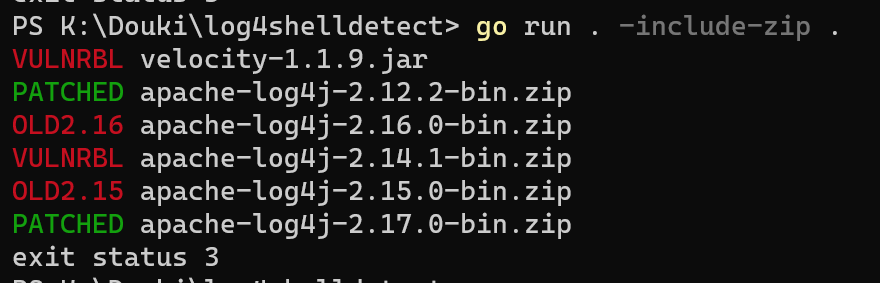 exit status 3
PS K:\Douki\log4shelldetect> go run . -include-zip .
VULNRBL velocity-1.1.9.jar
PATCHED apache-log4j-2.12.2-bin.zip
OLD2.16 apache-log4j-2.16.0-bin.zip
VULNRBL apache-log4j-2.14.1-bin.zip
OLD2.15 apache-log4j-2.15.0-bin.zip
PATCHED apache-log4j-2.17.0-bin.zip
exit status 3
PS K:\Douki\log4shelldetect>